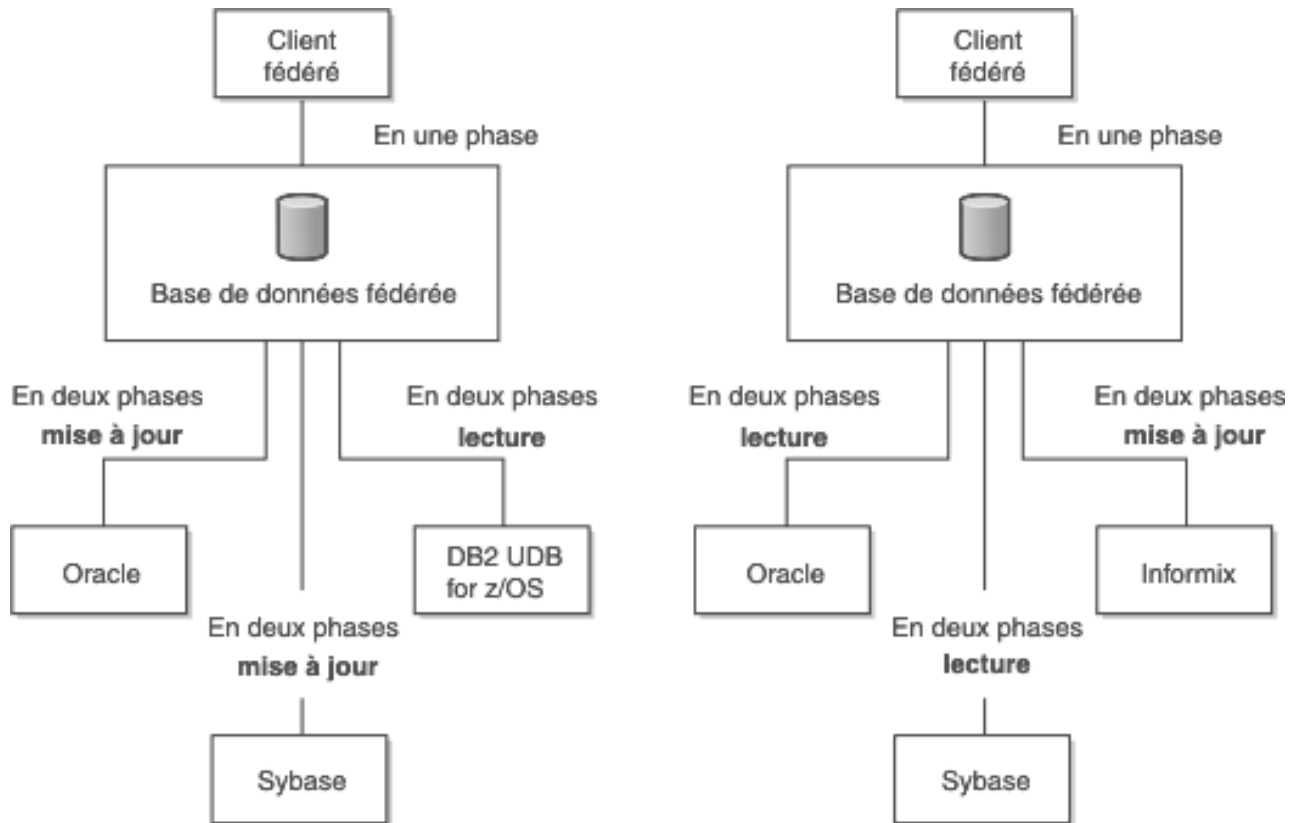 Client
fédéré
En une phase
Base de données fédérée
En deux phases
mise à jour
En deux phases
lecture
Oracle
DB2 UDB
for z/OS
En deux phases
mise à jour
Sybase
Client
fédéré
En une phase
Base de données fédérée
En deux phases
lecture
En deux phases
mise à jour
Oracle
Informix
En deux phases
lecture
Sybase